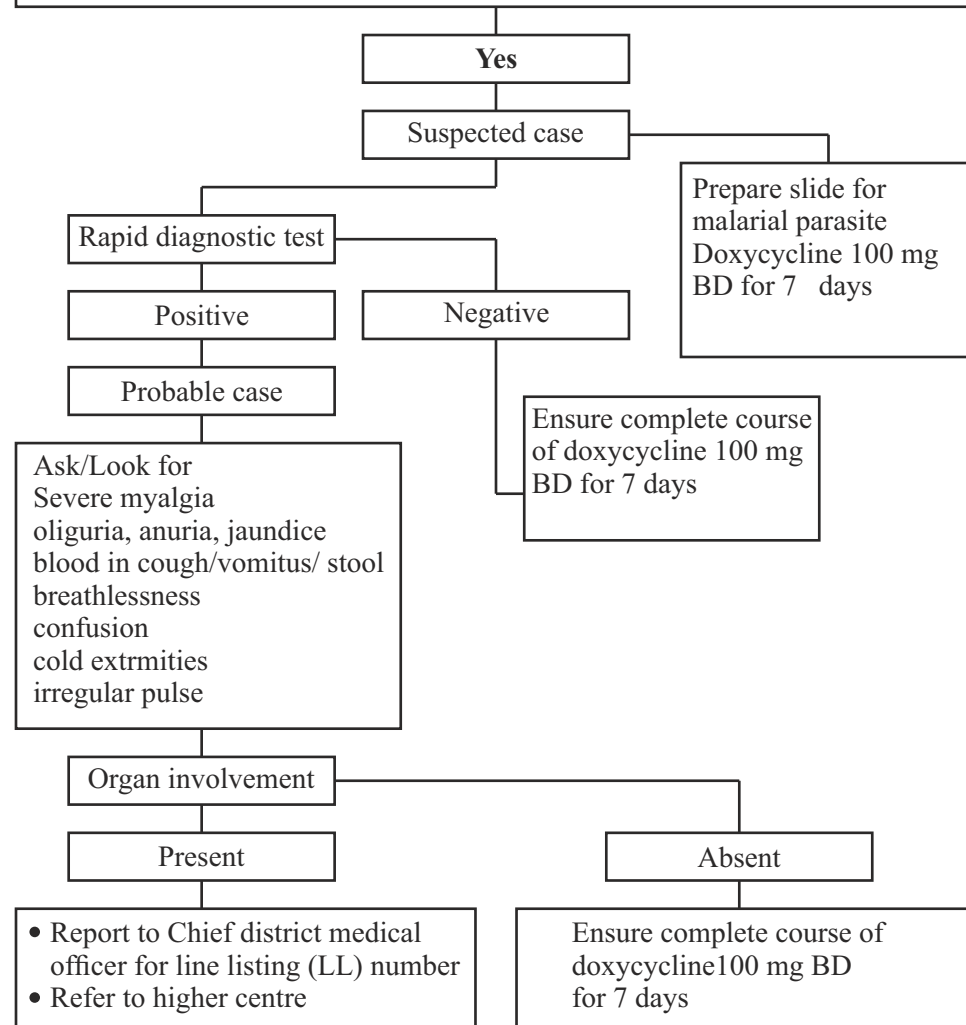 Yes
Suspected case
Prepare slide for
malarial parasite
Doxycycline 100 mg
BD for 7 days
Rapid diagnostic test
Positive
Negative
Probable case
Ensure complete course
of doxycycline 100 mg
BD for 7 days
Ask/Look for
Severe myalgia
oliguria, anuria, jaundice
blood in cough/vomitus/ stool
breathlessness
confusion
cold extrmities
irregular pulse
Organ involvement
Present
Absent
• Report to Chief district medical
officer for line listing (LL) number
• Refer to higher centre
Ensure complete course of
doxycycline100 mg BD
for 7 days